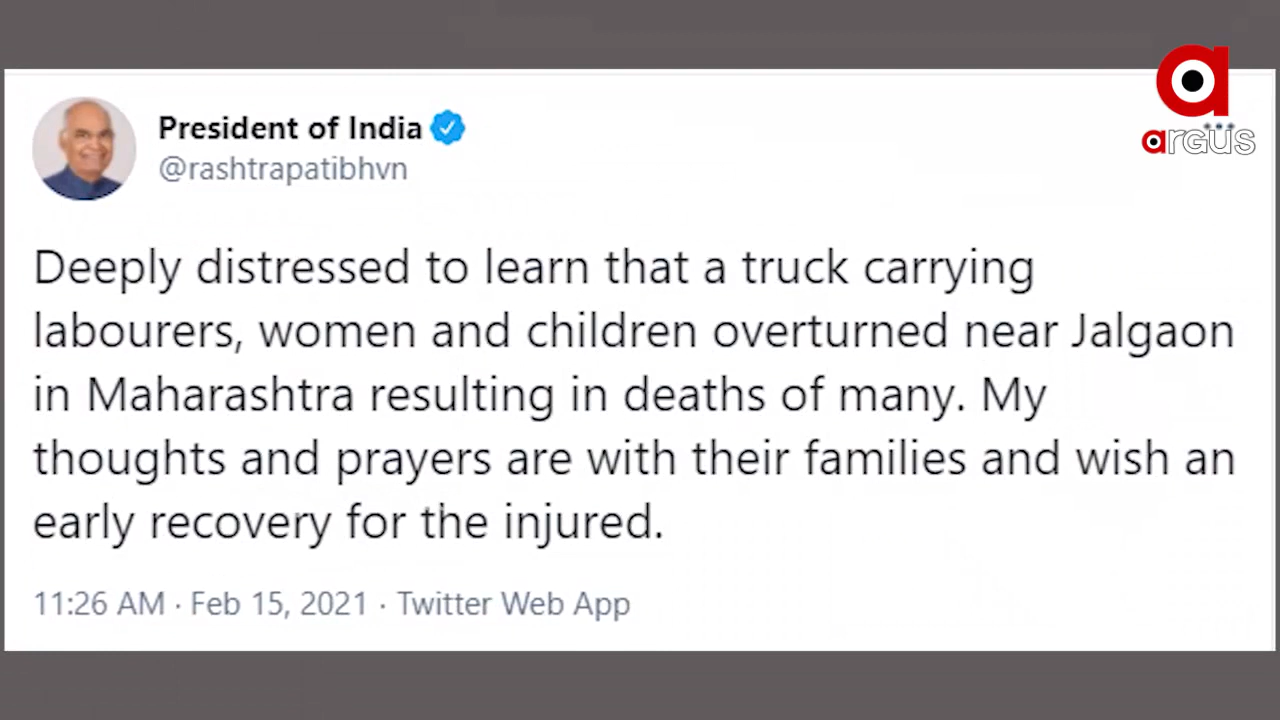 President of India
@rashtrapatibhvn
argus
Deeply distressed to learn that a truck carrying
labourers, women and children overturned near Jalgaon
in Maharashtra resulting in deaths of many. My
thoughts and prayers are with their families and wish an
early recovery for the injured.
11:26 AM · Feb 15, 2021 · Twitter Web App